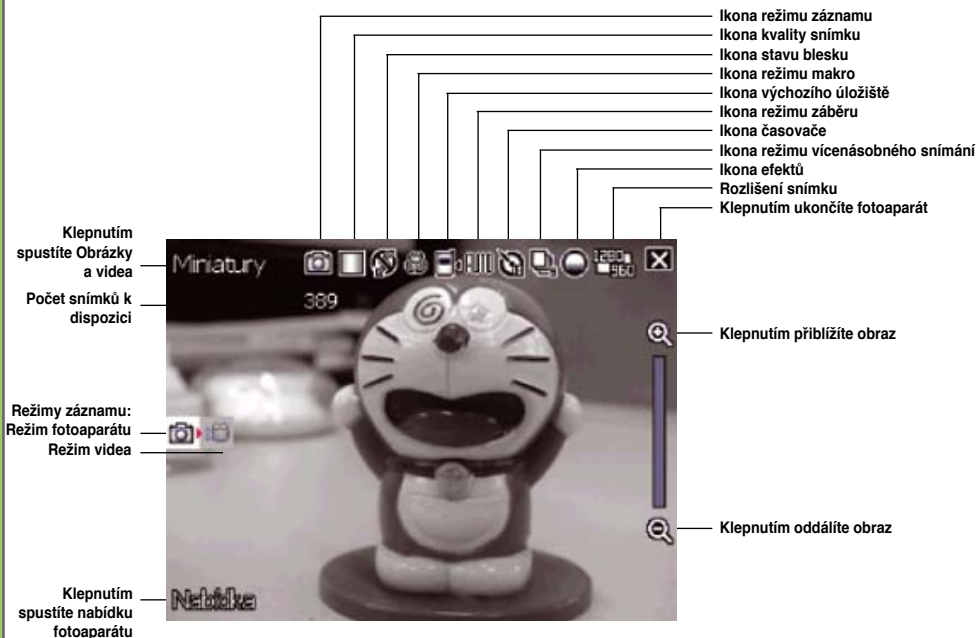 Ikona režimu záznamu
Ikona kvality snímku
Ikona stavu blesku
Ikona režimu makro
Ikona výchozího úložiště
Ikona režimu záběru
Ikona časovače
Ikona režimu vícenásobného snímání
Ikona efektů
Rozlišení snímku
Klepnutím ukončíte fotoaparát
Klepnutím
spustíte Obrázky
a videa
Miniatury
AUTO
1280
960
Počet snímků k
dispozici
389
Klepnutím přiblížíte obraz
Režimy záznamu:
Režim fotoaparátu
Režim videa
Klepnutím oddálíte obraz
Klepnutím
spustíte nabídku
fotoaparátu
Nabídka